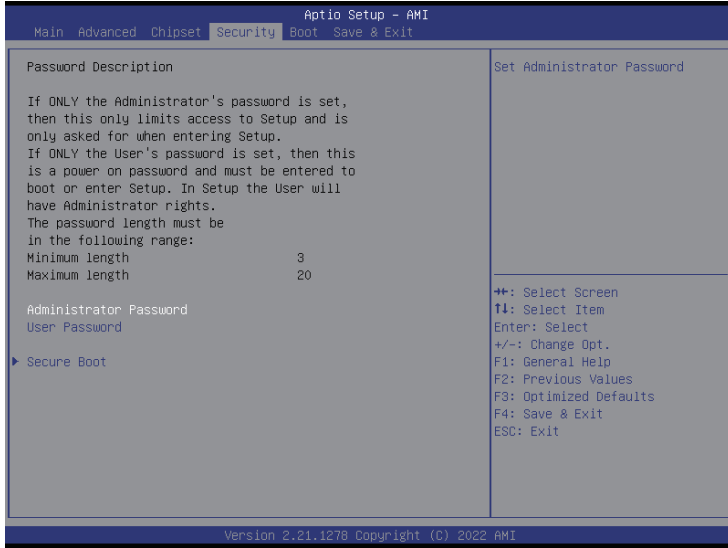 Aptio Setup – AMI
Main Advanced Chipset Security Boot Save & Exit
Password Description
If ONLY the Administrator's password is set,
then this only limits access to Setup and is
only asked for when entering Setup.
If ONLY the User's password is set, then this
is a power on password and must be entered to
boot or enter Setup. In Setup the User will
have Administrator rights.
The password length must be
in the following range:
Minimum length 3
Maximum length 20
Administrator Password
User Password
Secure Boot
Set Administrator Password
→←: Select Screen
↑↓: Select Item
Enter: Select
+/-: Change Opt.
F1: General Help
F2: Previous Values
F3: Optimized Defaults
F4: Save & Exit
ESC: Exit
Version 2.21.1278 Copyright (C) 2022 AMI